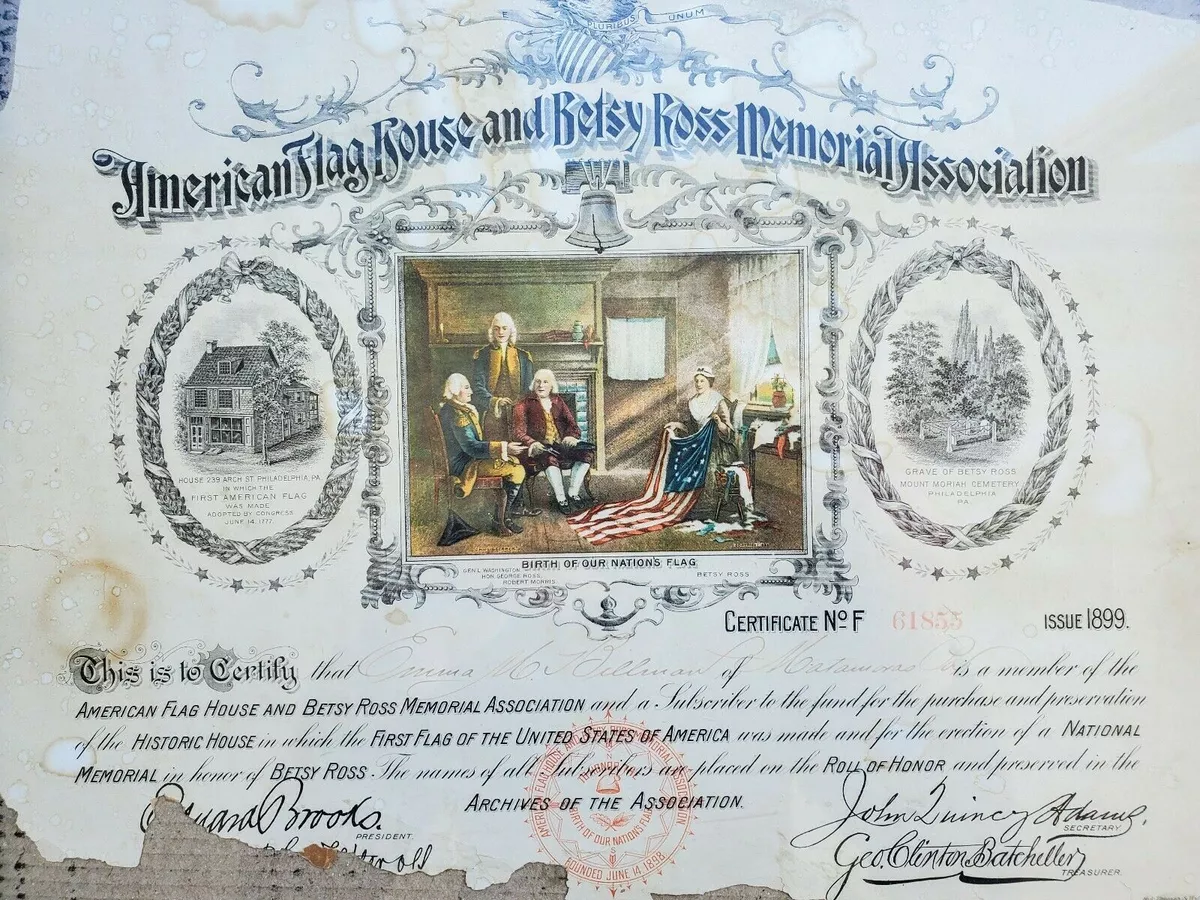 PLURIBUS UNUM
American Flag House and Betsy Ross Memorial Association
HOUSE 239 ARCH ST. PHILADELPHIA, PA.
IN WHICH THE
FIRST AMERICAN FLAG
WAS MADE
ADOPTED BY CONGRESS
JUNE 14, 1777.
GRAVE OF BETSY ROSS
MOUNT MORIAH CEMETERY
PHILADELPHIA
PA.
BIRTH OF OUR NATION'S FLAG
GEN'L WASHINGTON.
HON. GEORGE ROSS.
ROBERT MORRIS.
BETSY ROSS
CERTIFICATE No F 61855 ISSUE 1899.
This is to Certify that Emma M. Billman of Matamoras Pa is a member of the
AMERICAN FLAG HOUSE AND BETSY ROSS MEMORIAL ASSOCIATION and a Subscriber to the fund for the purchase and preservation
of the HISTORIC HOUSE in which the FIRST FLAG OF THE UNITED STATES OF AMERICA was made and for the erection of a NATIONAL
MEMORIAL in honor of BETSY ROSS. The names of all Subscribers are placed on the ROLL OF HONOR and preserved in the
ARCHIVES OF THE ASSOCIATION.
Edward Brooks.
PRESIDENT.
John Quincy Adams.
SECRETARY
Geo. Clinton Batcheller
TREASURER.
BIRTH OF OUR NATION'S FLAG
FOUNDED JUNE 14, 1898